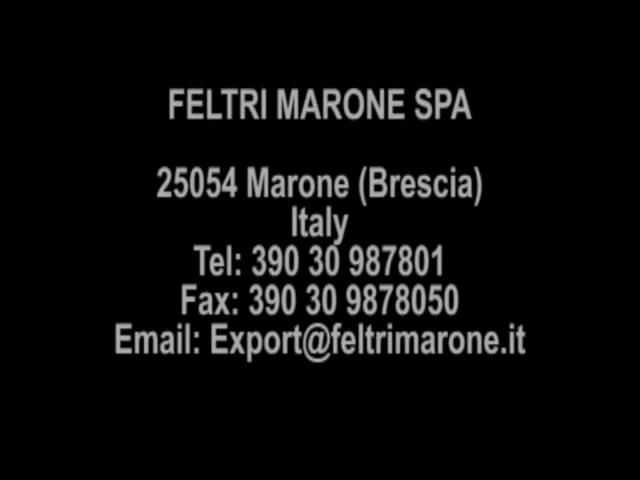 FELTRI MARONE SPA
25054 Marone (Brescia)
Italy
Tel: 390 30 987801
Fax: 390 30 9878050
Email: Export@feltrimarone.it